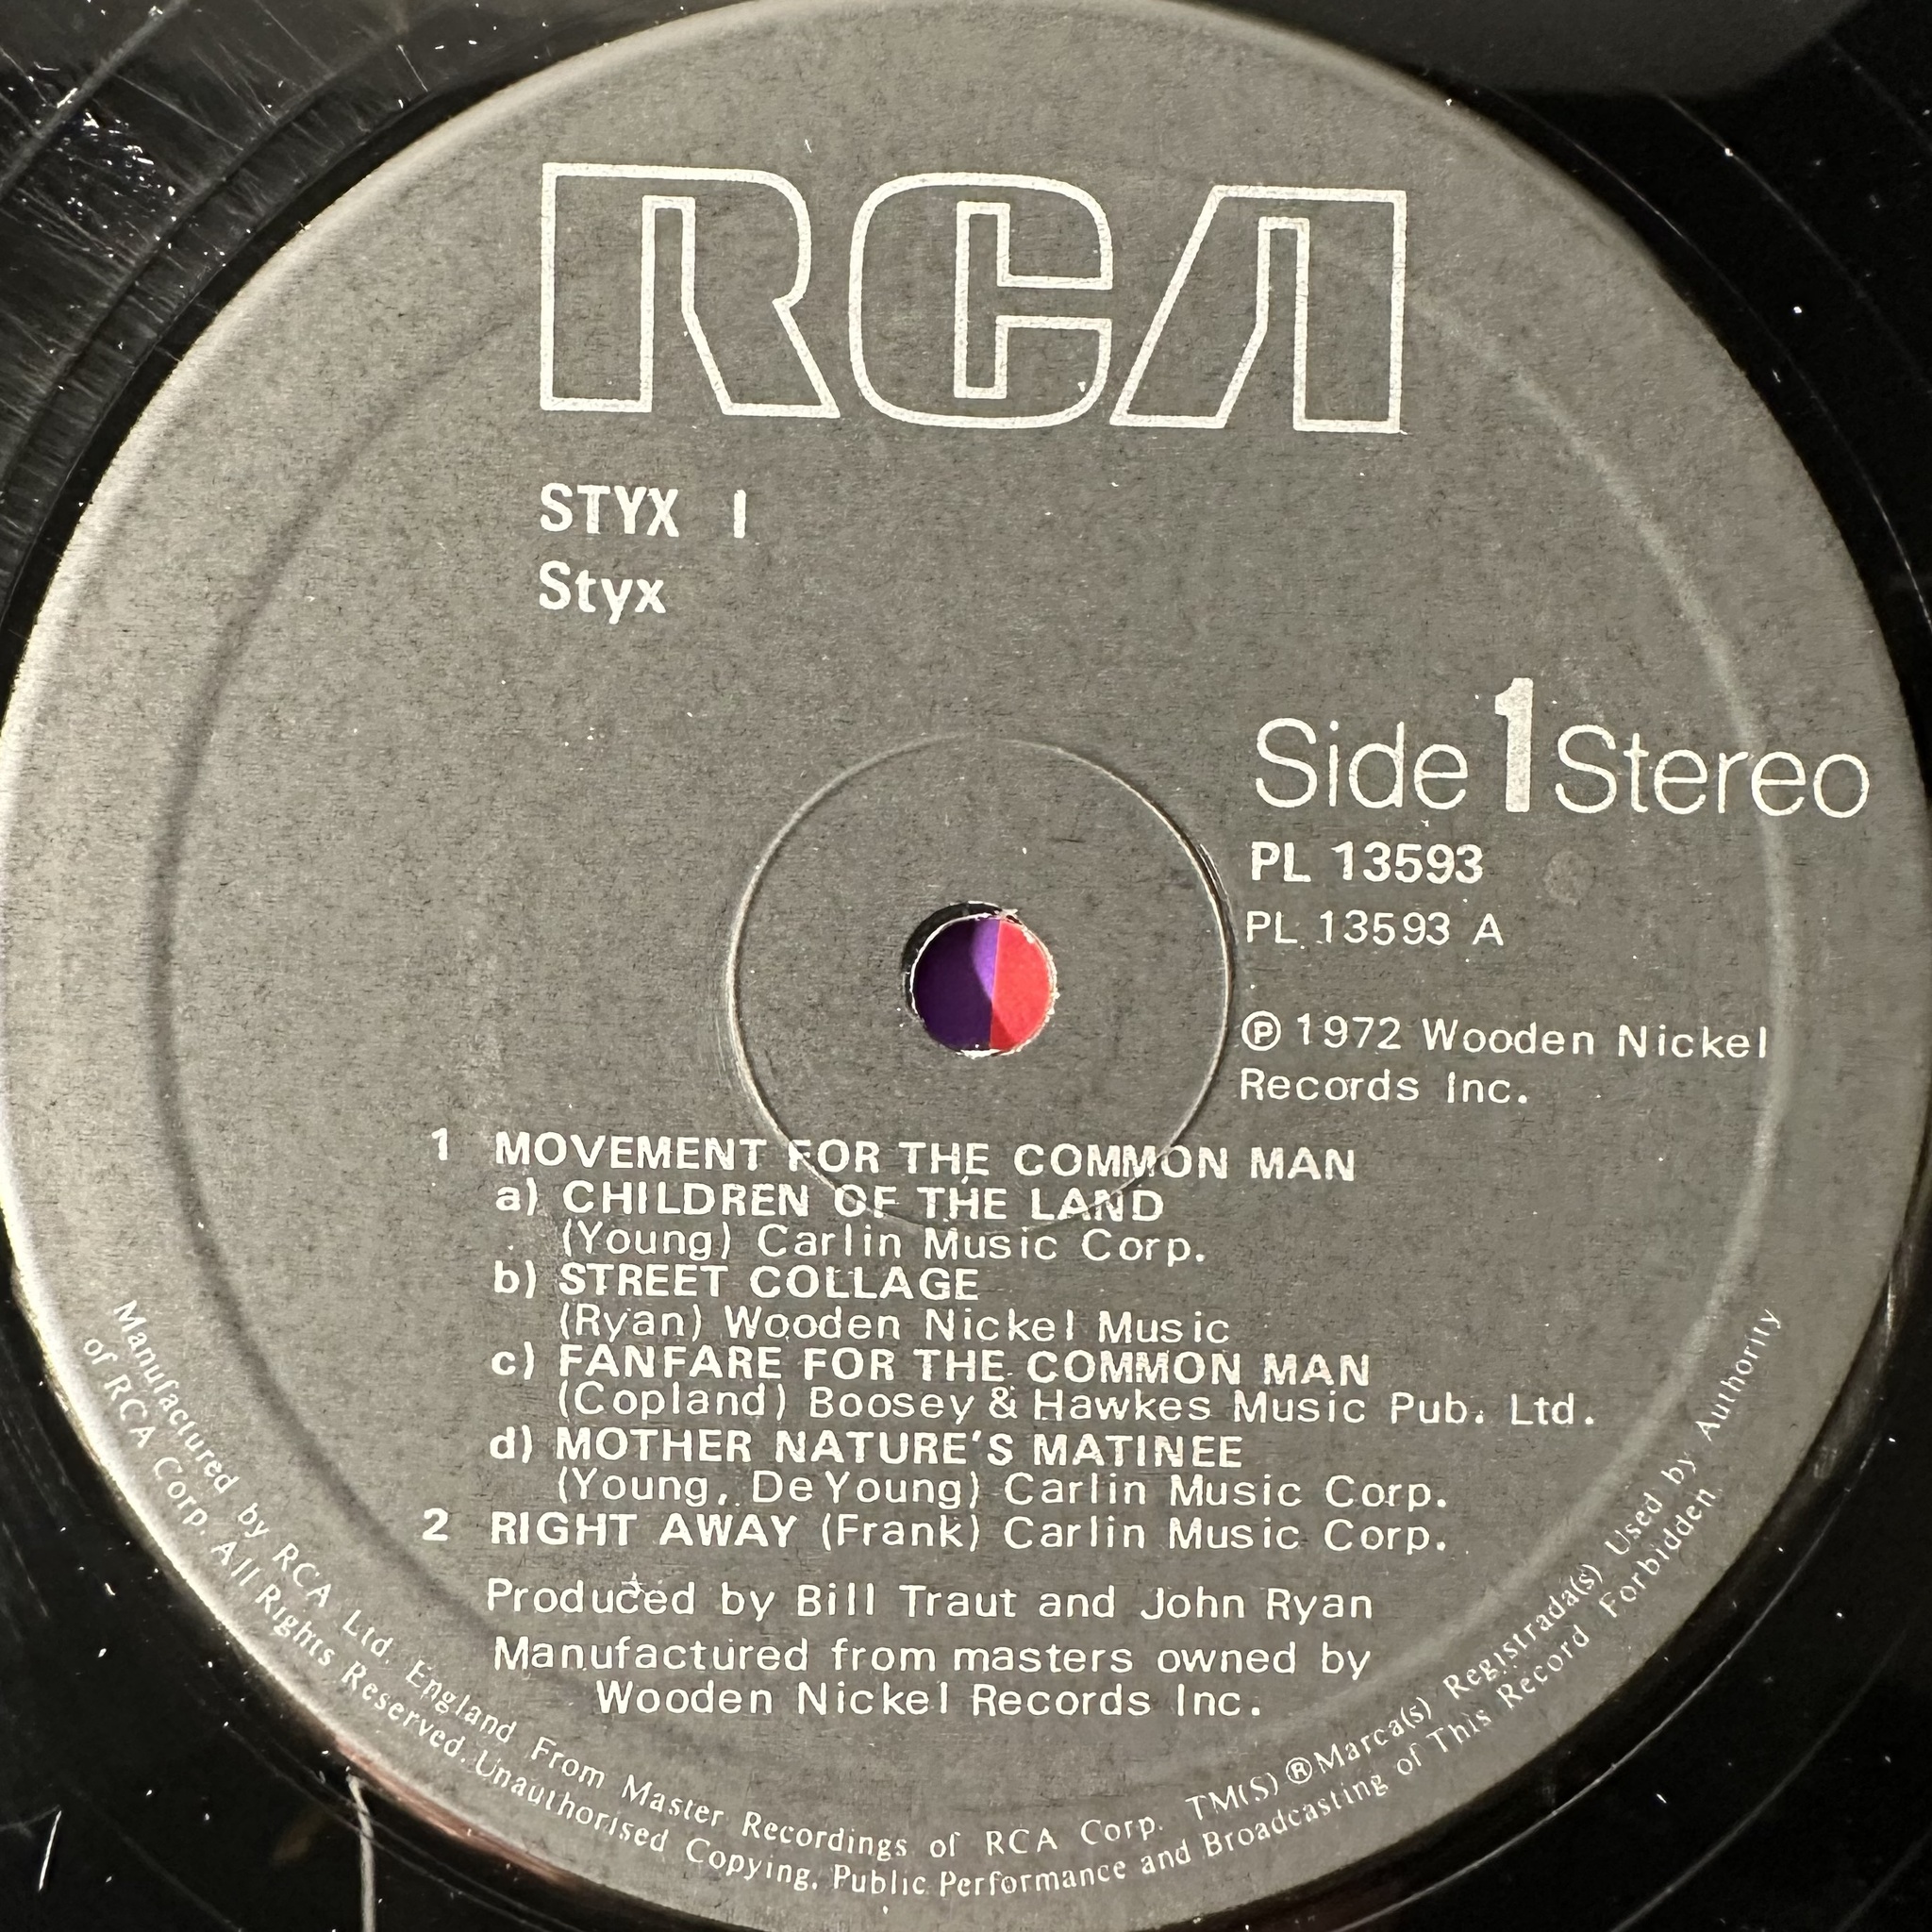 RCA
STYX I
Styx
Side 1 Stereo
PL 13593
PL 13593 A
℗ 1972 Wooden Nickel
Records Inc.
1 MOVEMENT FOR THE COMMON MAN
a) CHILDREN OF THE LAND
(Young) Carlin Music Corp.
b) STREET COLLAGE
(Ryan) Wooden Nickel Music
c) FANFARE FOR THE COMMON MAN
(Copland) Boosey & Hawkes Music Pub. Ltd.
d) MOTHER NATURE'S MATINEE
(Young, DeYoung) Carlin Music Corp.
2 RIGHT AWAY (Frank) Carlin Music Corp.
Produced by Bill Traut and John Ryan
Manufactured from masters owned by
Wooden Nickel Records Inc.
Manufactured by RCA Ltd. England From Master Recordings of RCA Corp. TM(S) ® Marca(s) Registrada(s) Used by Authority
of RCA Corp. All Rights Reserved. Unauthorised Copying, Public Performance and Broadcasting of This Record Forbidden